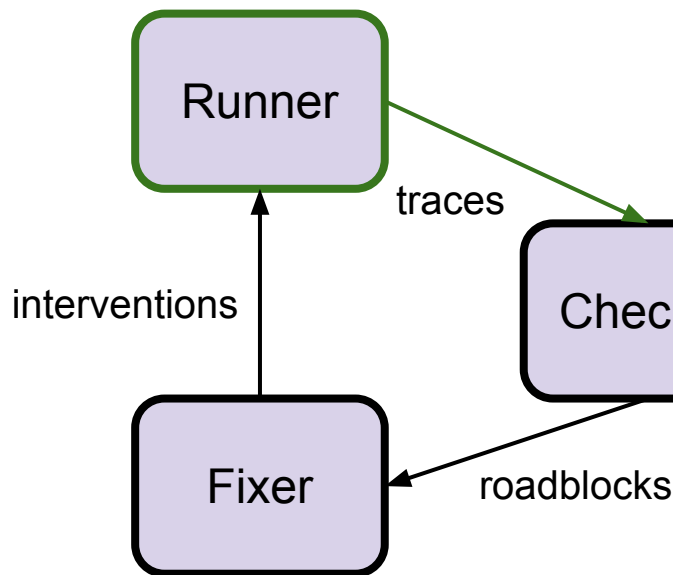 Runner
traces
interventions
Chec
Fixer
roadblocks